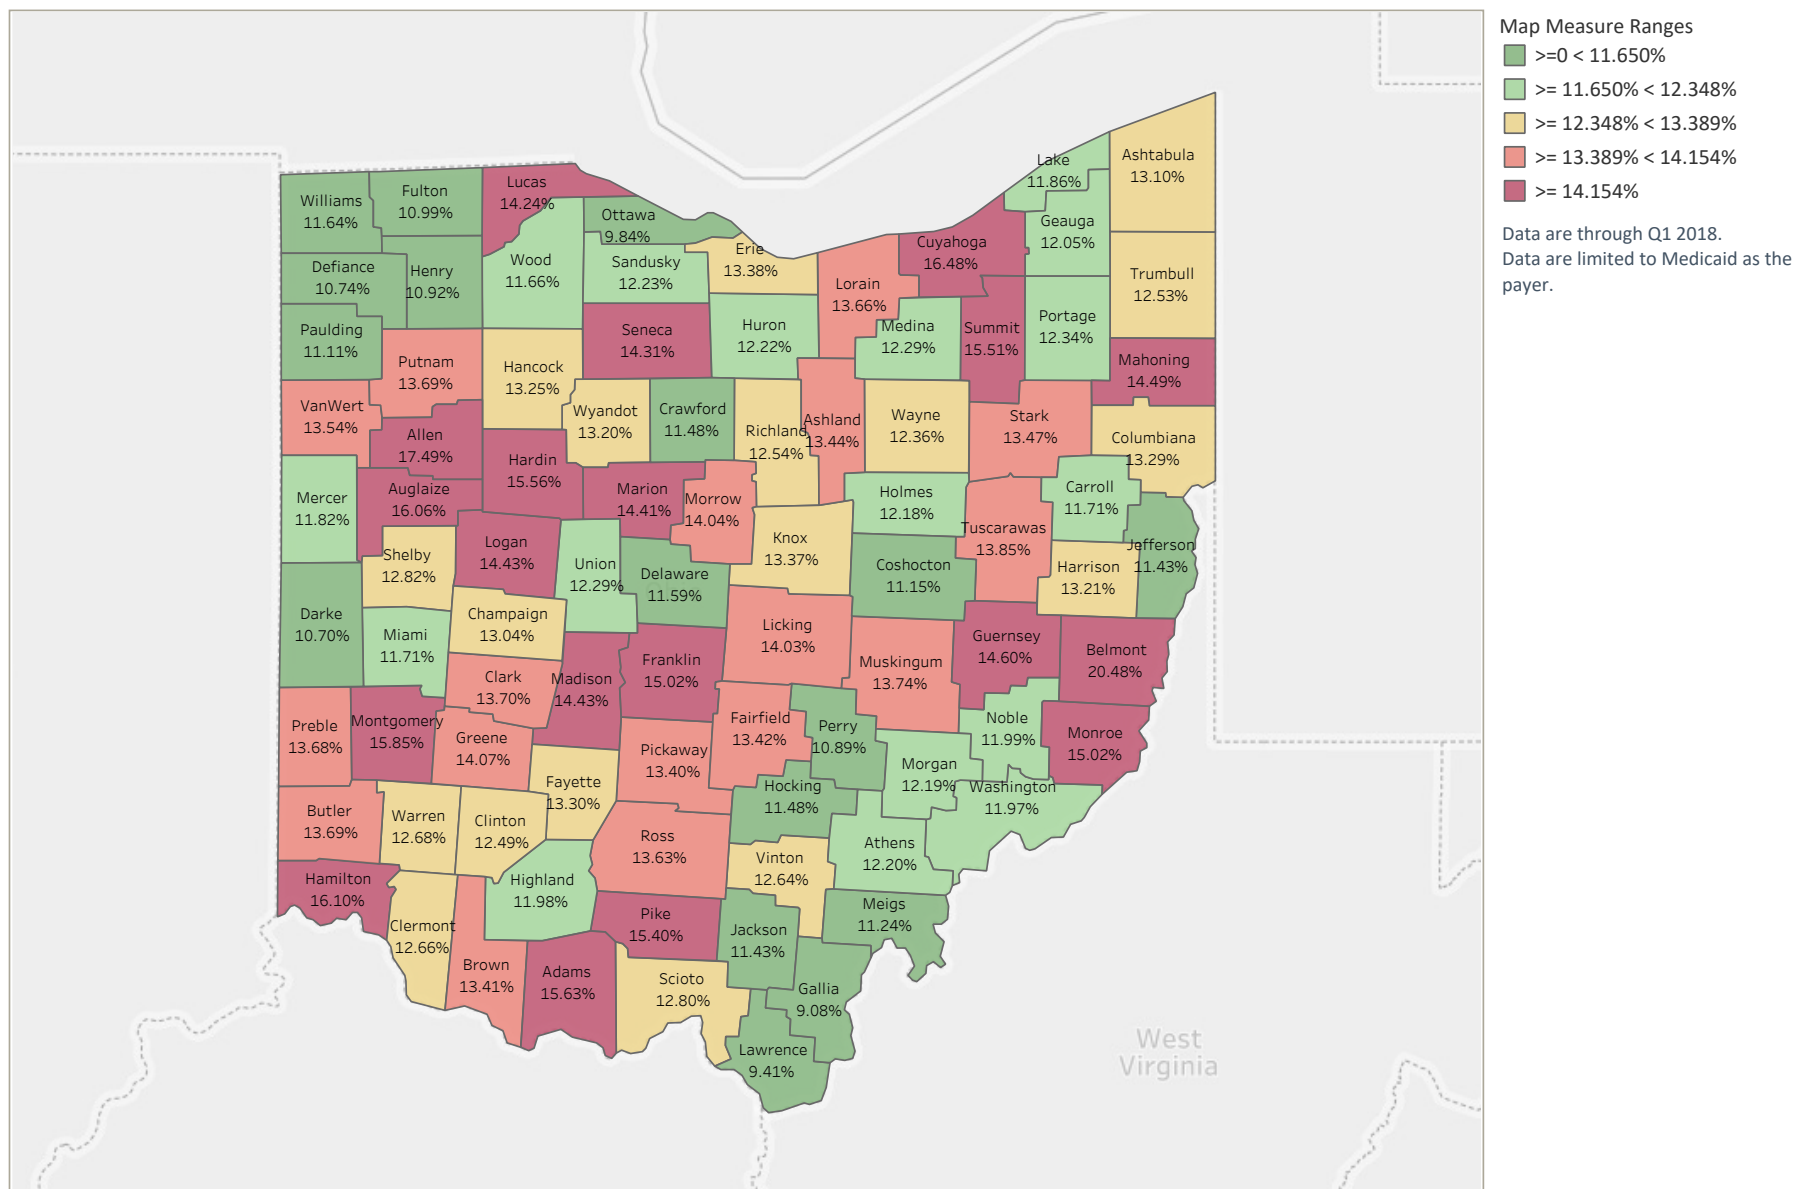 Map Measure Ranges
>=0 < 11.650%
>= 11.650% < 12.348%
>= 12.348% < 13.389%
>= 13.389% < 14.154%
>= 14.154%
Data are through Q1 2018.
Data are limited to Medicaid as the
payer.
Williams
11.64%
Fulton
10.99%
Lucas
14.24%
Ottawa
9.84%
Lake
11.86%
Ashtabula
13.10%
Defiance
10.74%
Henry
10.92%
Wood
11.66%
Sandusky
12.23%
Erie
13.38%
Lorain
13.66%
Cuyahoga
16.48%
Geauga
12.05%
Trumbull
12.53%
Paulding
11.11%
Putnam
13.69%
Hancock
13.25%
Seneca
14.31%
Huron
12.22%
Medina
12.29%
Summit
15.51%
Portage
12.34%
Mahoning
14.49%
VanWert
13.54%
Allen
17.49%
Wyandot
13.20%
Crawford
11.48%
Richland
12.54%
Ashland
13.44%
Wayne
12.36%
Stark
13.47%
Columbiana
13.29%
Mercer
11.82%
Auglaize
16.06%
Hardin
15.56%
Marion
14.41%
Morrow
14.04%
Holmes
12.18%
Tuscarawas
13.85%
Carroll
11.71%
Jefferson
11.43%
Shelby
12.82%
Logan
14.43%
Union
12.29%
Delaware
11.59%
Knox
13.37%
Coshocton
11.15%
Harrison
13.21%
Darke
10.70%
Miami
11.71%
Champaign
13.04%
Licking
14.03%
Muskingum
13.74%
Guernsey
14.60%
Belmont
20.48%
Clark
13.70%
Madison
14.43%
Franklin
15.02%
Preble
13.68%
Montgomery
15.85%
Greene
14.07%
Pickaway
13.40%
Fairfield
13.42%
Perry
10.89%
Noble
11.99%
Monroe
15.02%
Morgan
12.19%
Washington
11.97%
Butler
13.69%
Warren
12.68%
Clinton
12.49%
Fayette
13.30%
Hocking
11.48%
Ross
13.63%
Vinton
12.64%
Athens
12.20%
Hamilton
16.10%
Highland
11.98%
Clermont
12.66%
Pike
15.40%
Jackson
11.43%
Meigs
11.24%
Brown
13.41%
Adams
15.63%
Scioto
12.80%
Gallia
9.08%
Lawrence
9.41%
West
Virginia